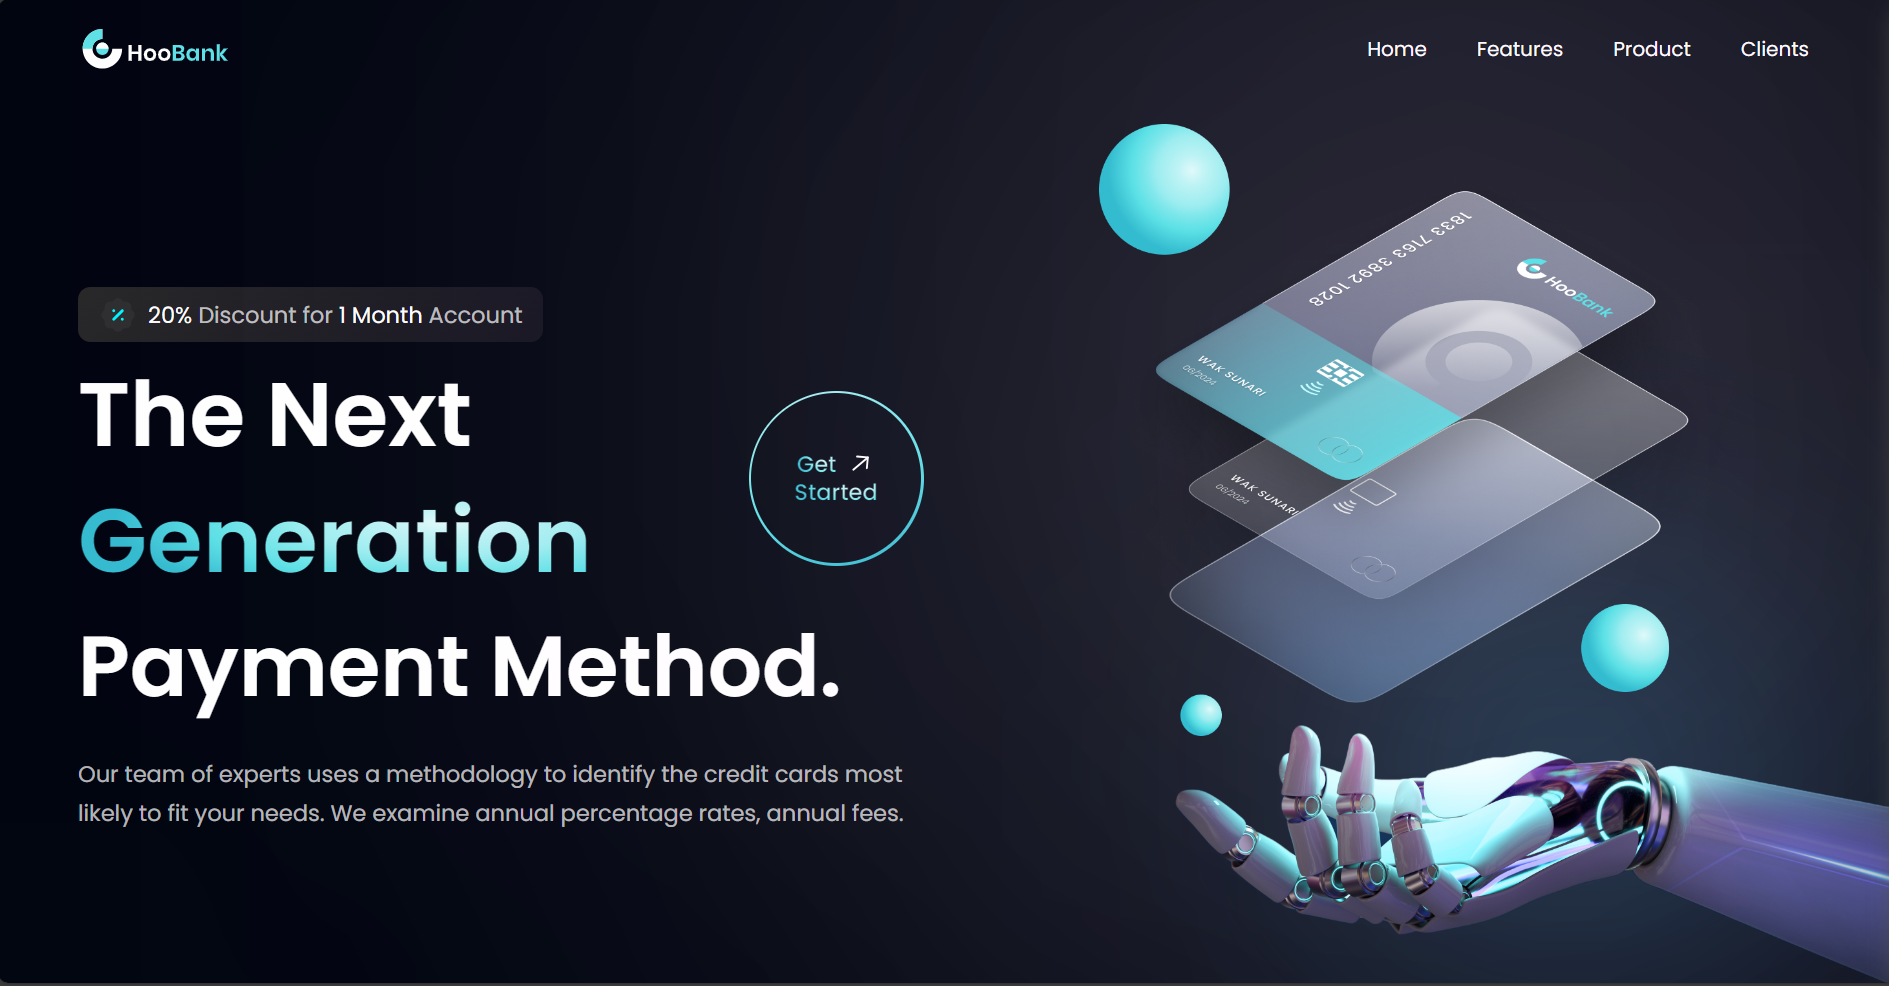 HooBank
Home
Features
Product
Clients
20% Discount for 1 Month Account
The Next
Generation
Payment Method.
Get
Started
Our team of experts uses a methodology to identify the credit cards most
likely to fit your needs. We examine annual percentage rates, annual fees.
1833 7163 3892 1028
HooBank
WAK SUNARI
06/2024
WAK SUNARI
06/2024